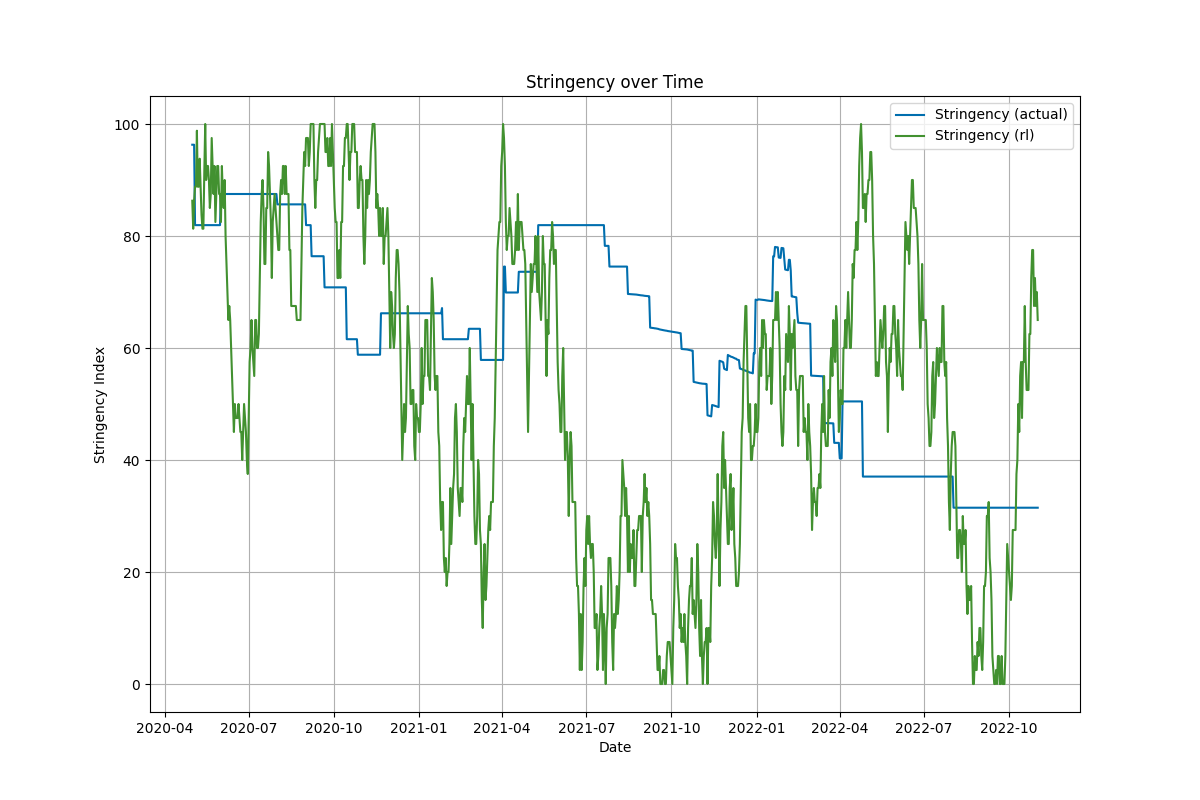 Stringency over Time
Stringency (actual)
Stringency (rl)
100
80
60
40
20
0
Stringency Index
2020-04 2020-07 2020-10 2021-01 2021-04 2021-07 2021-10 2022-01 2022-04 2022-07 2022-10
Date